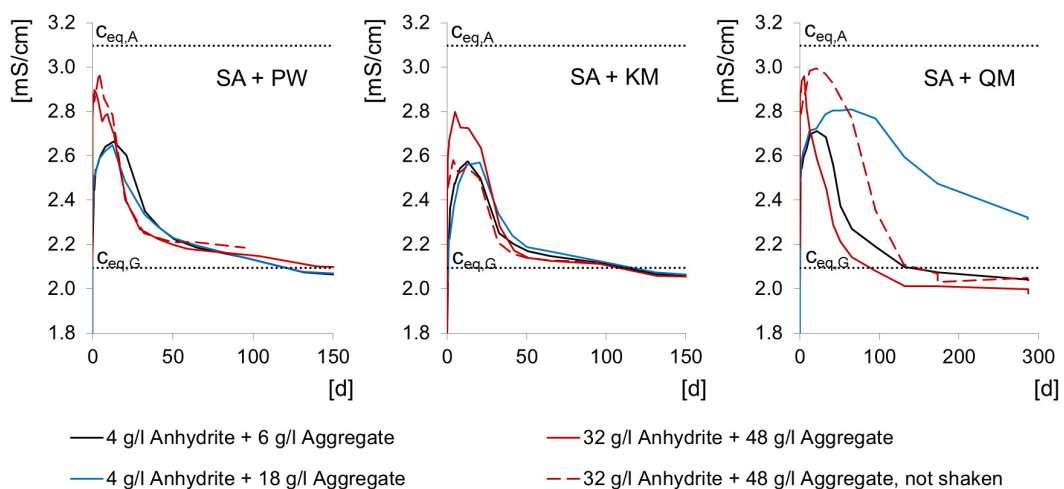 [mS/cm]
3.2
3.0
2.8
2.6
2.4
2.2
2.0
1.8
c_eq,A
SA + PW
c_eq,G
0 50 100 150
[d]
[mS/cm]
3.2
3.0
2.8
2.6
2.4
2.2
2.0
1.8
c_eq,A
SA + KM
c_eq,G
0 50 100 150
[d]
[mS/cm]
3.2
3.0
2.8
2.6
2.4
2.2
2.0
1.8
c_eq,A
SA + QM
c_eq,G
0 100 200 300
[d]
4 g/l Anhydrite + 6 g/l Aggregate
32 g/l Anhydrite + 48 g/l Aggregate
4 g/l Anhydrite + 18 g/l Aggregate
32 g/l Anhydrite + 48 g/l Aggregate, not shaken